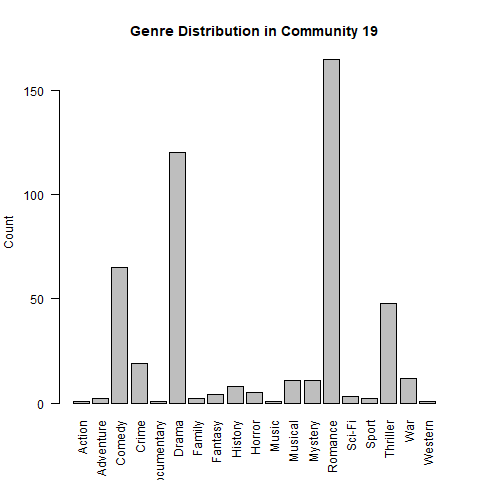 Genre Distribution in Community 19
Count
150
100
50
0
Action
Adventure
Comedy
Crime
ocumentary
Drama
Family
Fantasy
History
Horror
Music
Musical
Mystery
Romance
Sci-Fi
Sport
Thriller
War
Western